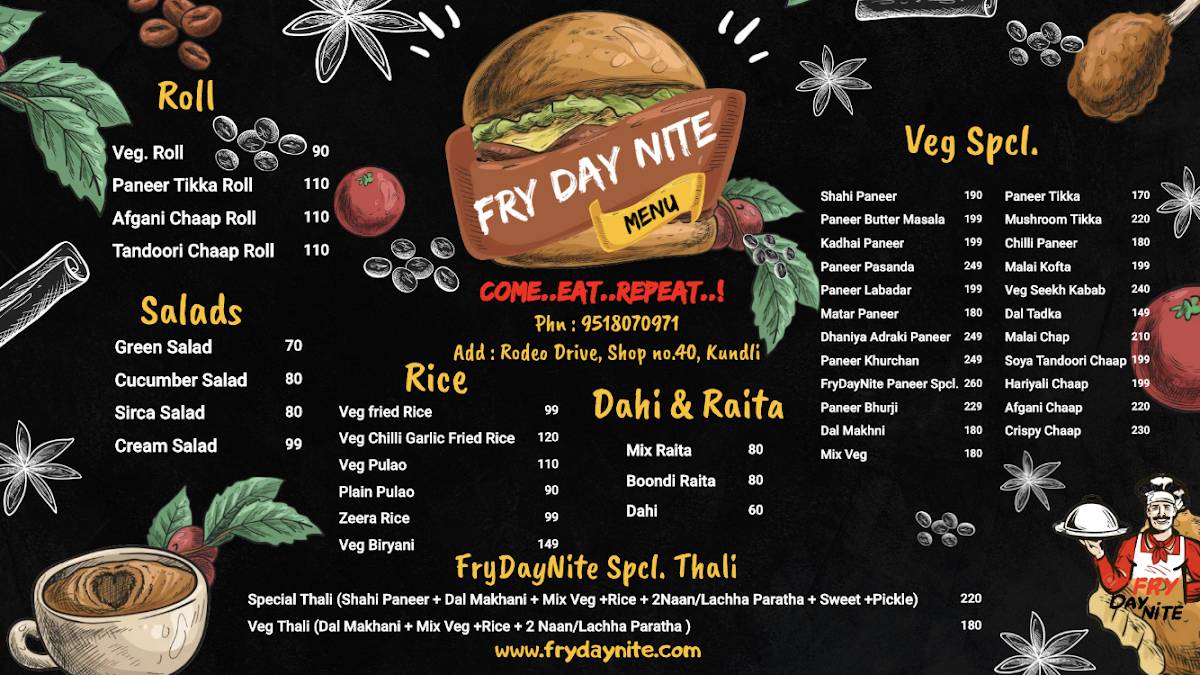 FRY DAY NITE
MENU
COME..EAT..REPEAT..!
Phn : 9518070971
Add : Rodeo Drive, Shop no.40, Kundli
Roll
Veg. Roll 90
Paneer Tikka Roll 110
Afgani Chaap Roll 110
Tandoori Chaap Roll 110
Salads
Green Salad 70
Cucumber Salad 80
Sirca Salad 80
Cream Salad 99
Rice
Veg fried Rice 99
Veg Chilli Garlic Fried Rice 120
Veg Pulao 110
Plain Pulao 90
Zeera Rice 99
Veg Biryani 149
Dahi & Raita
Mix Raita 80
Boondi Raita 80
Dahi 60
Veg Spcl.
Shahi Paneer 190
Paneer Butter Masala 199
Kadhai Paneer 199
Paneer Pasanda 249
Paneer Labadar 199
Matar Paneer 180
Dhaniya Adraki Paneer 249
Paneer Khurchan 249
FryDayNite Paneer Spcl. 260
Paneer Bhurji 229
Dal Makhni 180
Mix Veg 180
Paneer Tikka 170
Mushroom Tikka 220
Chilli Paneer 180
Malai Kofta 199
Veg Seekh Kabab 240
Dal Tadka 149
Malai Chap 210
Soya Tandoori Chaap 199
Hariyali Chaap 199
Afgani Chaap 220
Crispy Chaap 230
FryDayNite Spcl. Thali
Special Thali (Shahi Paneer + Dal Makhani + Mix Veg +Rice + 2Naan/Lachha Paratha + Sweet +Pickle) 220
Veg Thali (Dal Makhani + Mix Veg +Rice + 2 Naan/Lachha Paratha ) 180
www.frydaynite.com
FRY
DAY
NITE